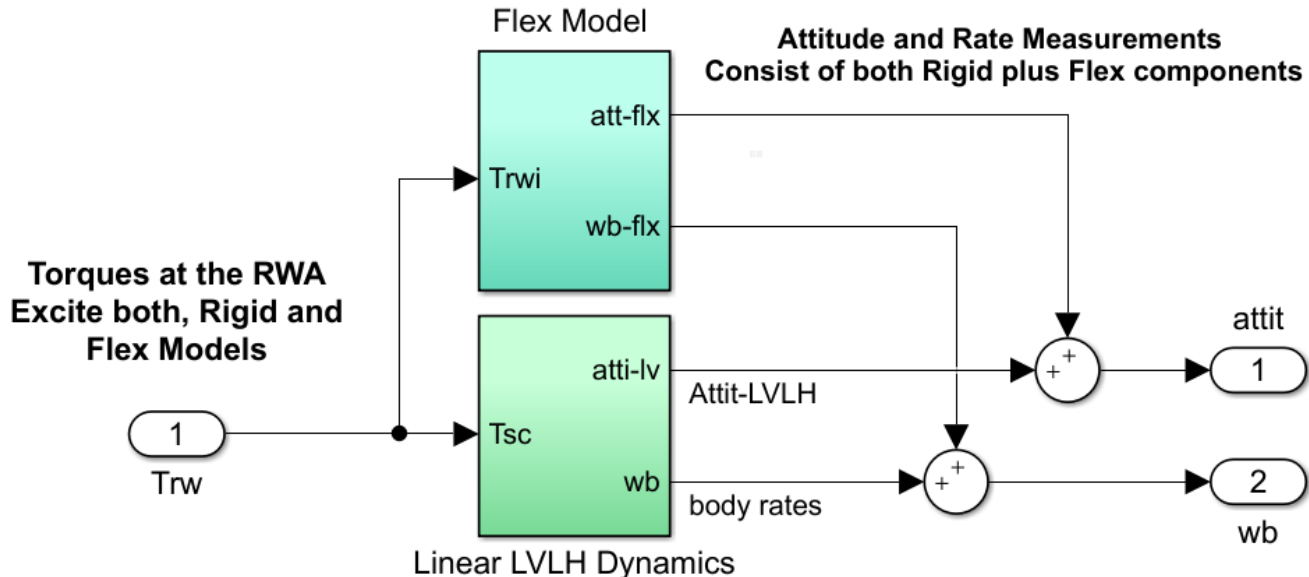 Flex Model
Attitude and Rate Measurements
Consist of both Rigid plus Flex components
att-flx
Trwi
wb-flx
Torques at the RWA
Excite both, Rigid and
Flex Models
attit
atti-lv
+
+
1
Attit-LVLH
1
Tsc
Trw
wb
+
+
2
body rates
wb
Linear LVLH Dynamics